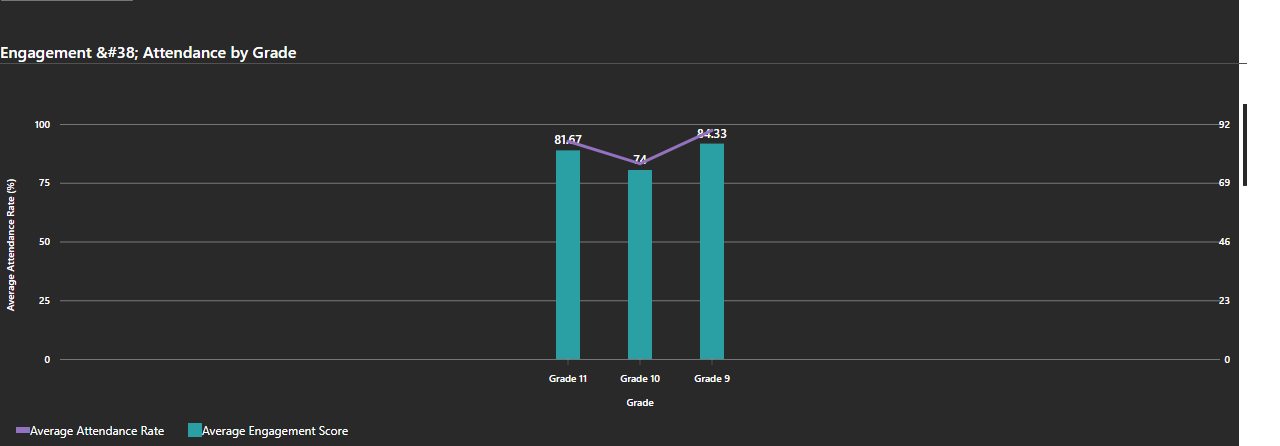 Engagement &#38; Attendance by Grade
100
92
81.67
84.33
74
75
69
50
46
25
23
0
0
Average Attendance Rate (%)
Grade 11
Grade 10
Grade 9
Grade
Average Attendance Rate
Average Engagement Score